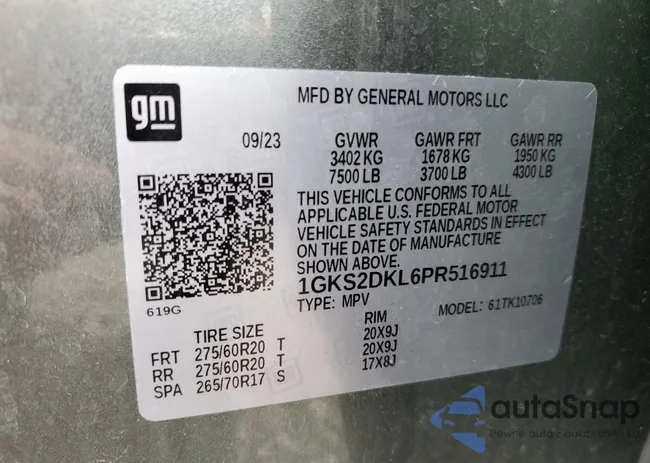 gm
MFD BY GENERAL MOTORS LLC
09/23 GVWR GAWR FRT GAWR RR
3402 KG 1678 KG 1950 KG
7500 LB 3700 LB 4300 LB
THIS VEHICLE CONFORMS TO ALL
APPLICABLE U.S. FEDERAL MOTOR
VEHICLE SAFETY STANDARDS IN EFFECT
ON THE DATE OF MANUFACTURE
SHOWN ABOVE.
1GKS2DKL6PR516911
619G
TYPE: MPV MODEL: 61TK10706
TIRE SIZE RIM
FRT 275/60R20 T 20X9J
RR 275/60R20 T 20X9J
SPA 265/70R17 S 17X8J
autaSnap